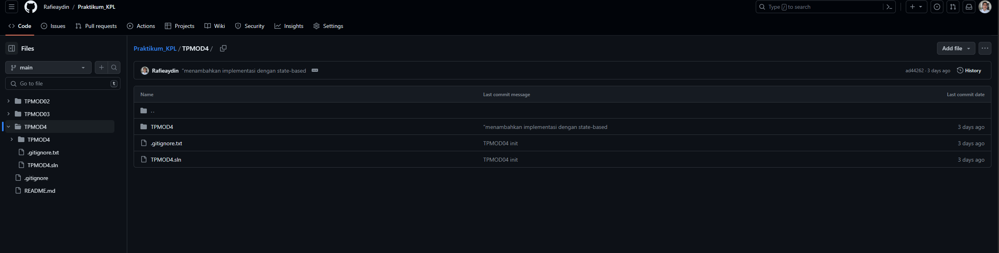 Rafieaydin / Praktikum_KPL
Type / to search
Code Issues Pull requests Actions Projects Wiki Security Insights Settings
Files
main
Go to file t
TPMOD02
TPMOD03
TPMOD4
TPMOD4
.gitignore.txt
TPMOD4.sln
.gitignore
README.md
Praktikum_KPL / TPMOD4 /
Add file
Rafieaydin “menambahkan implementasi dengan state-based
ad44262 · 3 days ago History
Name Last commit message Last commit date
..
TPMOD4 “menambahkan implementasi dengan state-based 3 days ago
.gitignore.txt TPMOD04 init 3 days ago
TPMOD4.sln TPMOD04 init 3 days ago